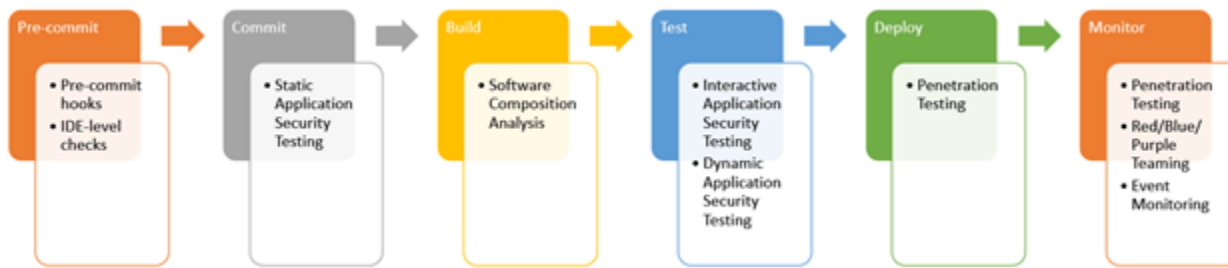 Pre-commit
• Pre-commit
hooks
• IDE-level
checks
Commit
• Static
Application
Security
Testing
Build
• Software
Composition
Analysis
Test
• Interactive
Application
Security
Testing
• Dynamic
Application
Security
Testing
Deploy
• Penetration
Testing
Monitor
• Penetration
Testing
• Red/Blue/
Purple
Teaming
• Event
Monitoring